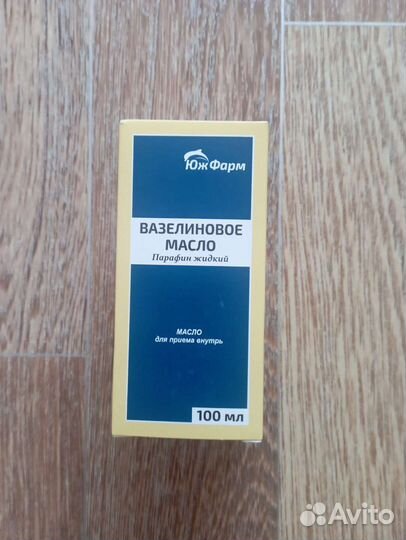 ЮжФарм
ВАЗЕЛИНОВОЕ
МАСЛО
Парафин жидкий
МАСЛО
для приема внутрь
100 мл
Avito